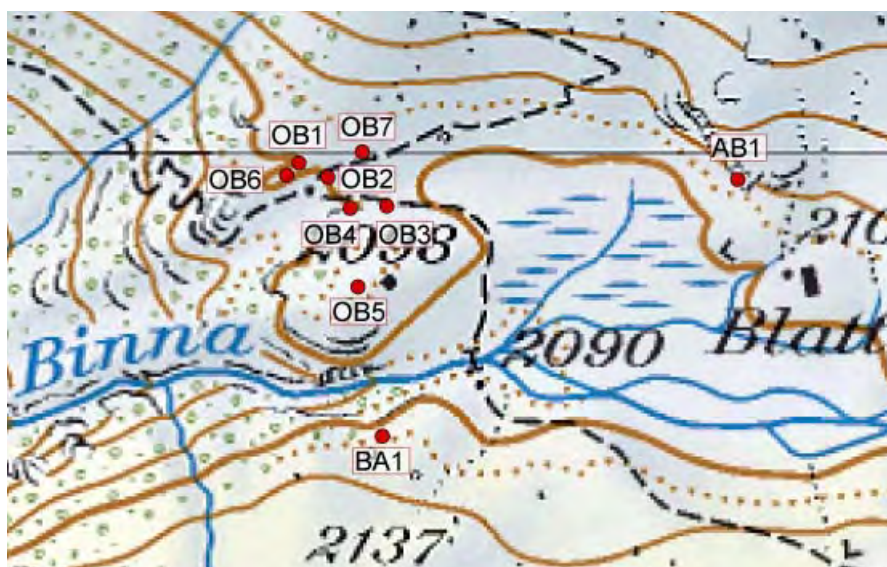 OB1
OB7
AB1
OB6
OB2
210
OB4
OB3
2098
OB5
Binna
2090
Blatt
BA1
2137